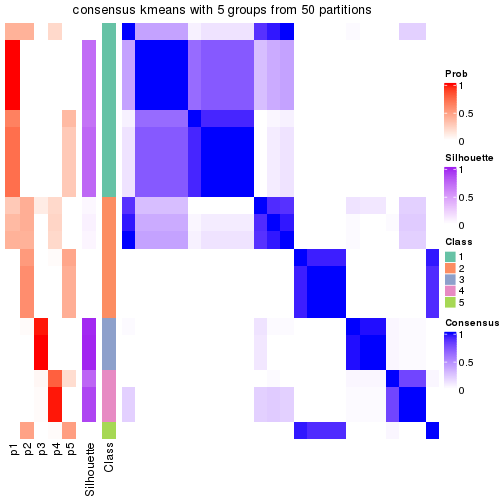 consensus kmeans with 5 groups from 50 partitions
Prob
1
0.5
0
Silhouette
1
0.5
0
Class
1
2
3
4
5
Consensus
1
0.5
0
p1
p2
p3
p4
p5
Silhouette
Class